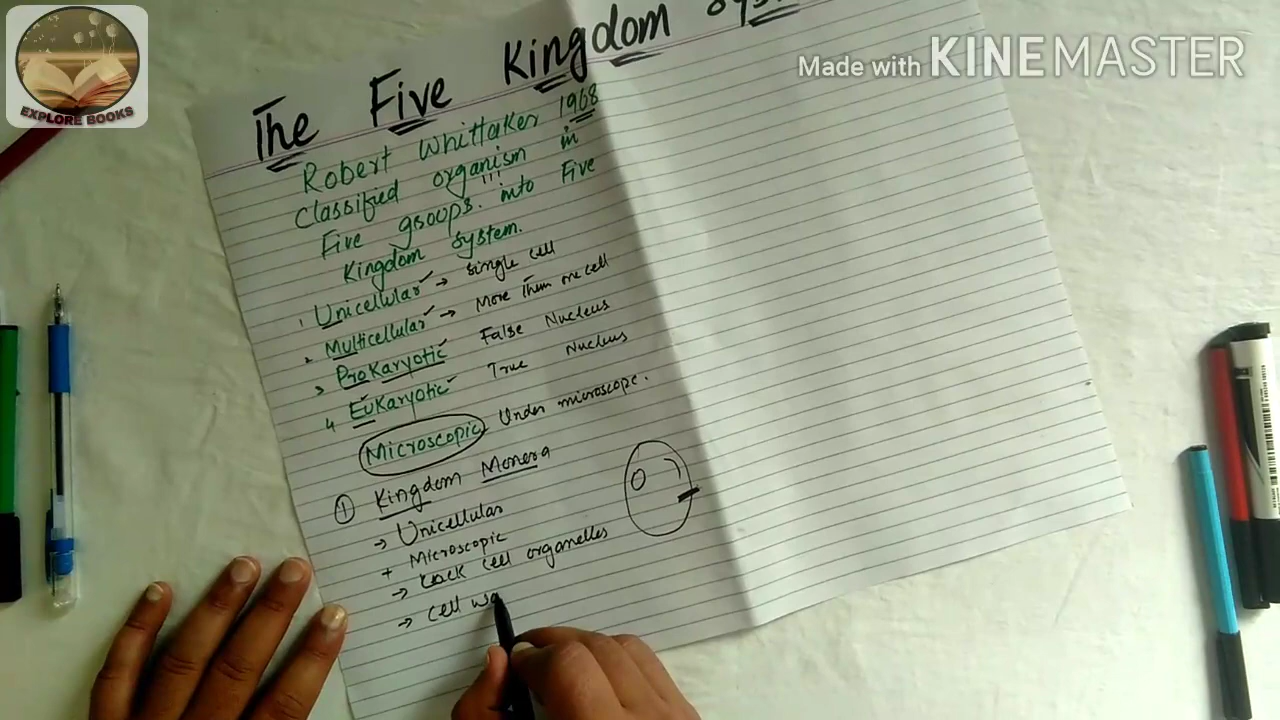 EXPLORE BOOKS
Made with KINEMASTER
The Five Kingdom Sys
Robert Whittaker 1968
Classified organism in
Five groups. into Five
Kingdom system.
1 Unicellular → Single cell
2 Multicellular → More Them one cell
3 ProKaryotic False Nucleus
4 EuKaryotic True Nucleus
Microscopic Under microscope.
① Kingdom Monera
→ Unicellular
+ Microscopic
→ Lack cell organelles
→ Cell wa